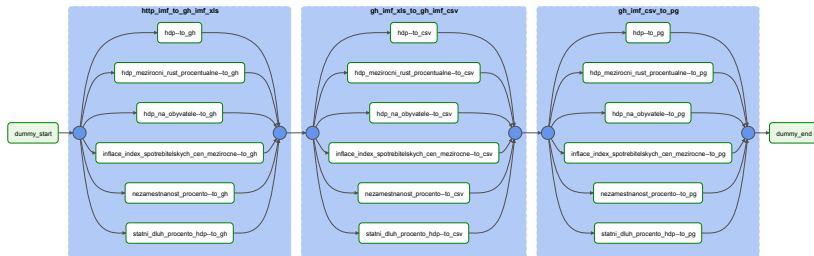 http_imf_to_gh_imf_xls
gh_imf_xls_to_gh_imf_csv
gh_imf_csv_to_pg
hdp--to_gh
hdp--to_csv
hdp--to_pg
hdp_mezirocni_rust_procentualne--to_gh
hdp_mezirocni_rust_procentualne--to_csv
hdp_mezirocni_rust_procentualne--to_pg
hdp_na_obyvatele--to_gh
hdp_na_obyvatele--to_csv
hdp_na_obyvatele--to_pg
dummy_start
dummy_end
inflace_index_spotrebitelskych_cen_mezirocne--to_gh
inflace_index_spotrebitelskych_cen_mezirocne--to_csv
inflace_index_spotrebitelskych_cen_mezirocne--to_pg
nezamestnanost_procento--to_gh
nezamestnanost_procento--to_csv
nezamestnanost_procento--to_pg
statni_dluh_procento_hdp--to_gh
statni_dluh_procento_hdp--to_csv
statni_dluh_procento_hdp--to_pg